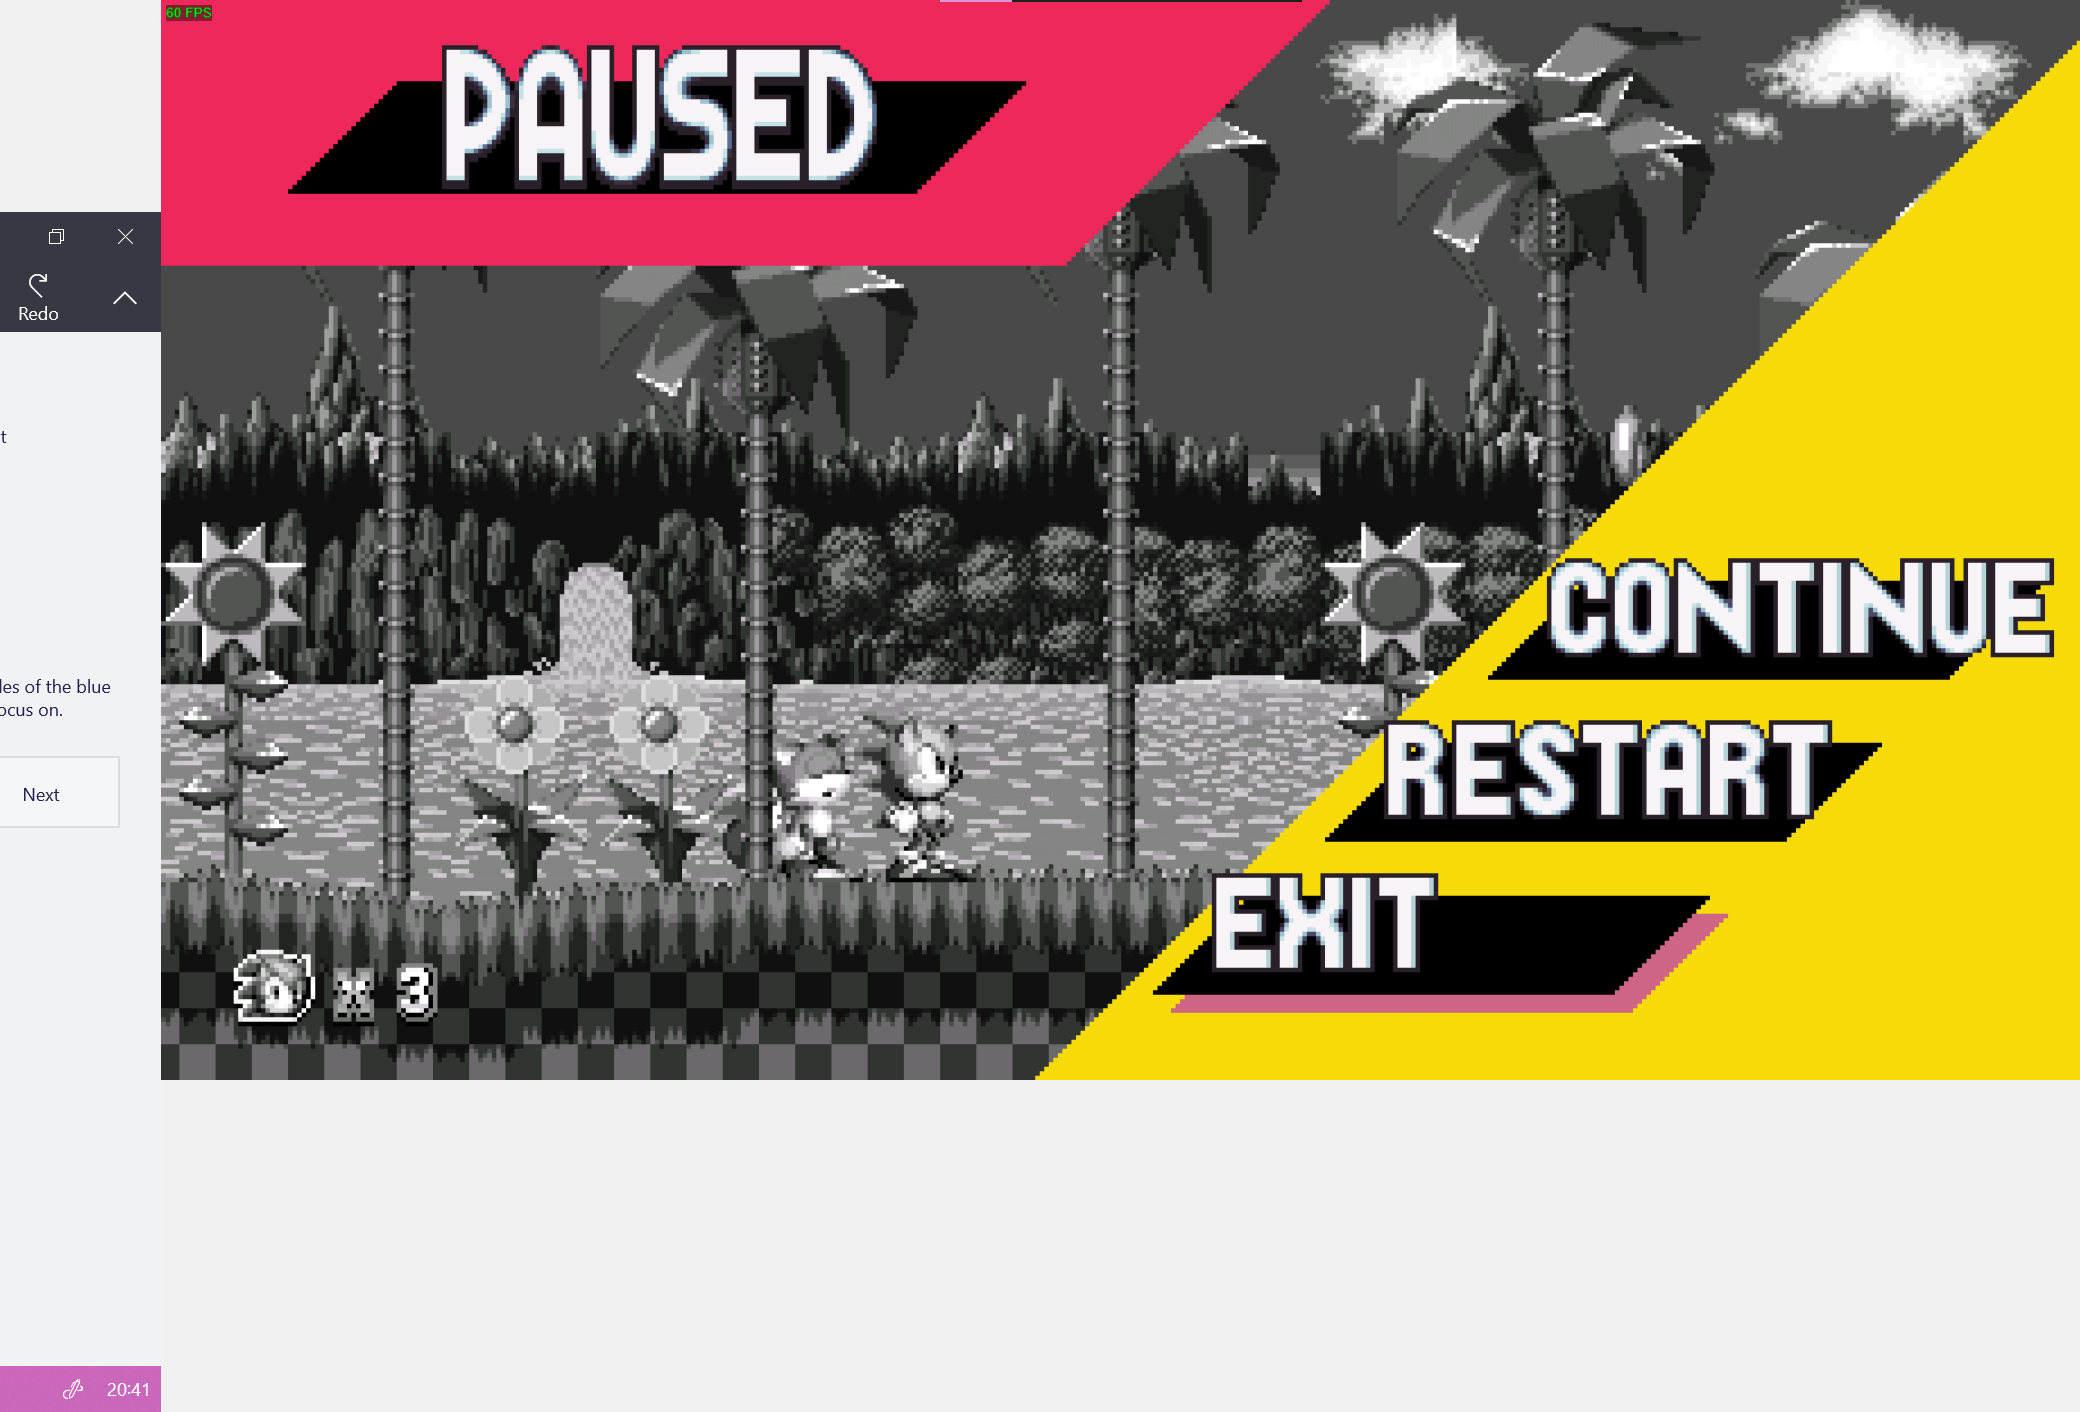 60 FPS
PAUSED
Redo
t
les of the blue
ocus on.
Next
CONTINUE
RESTART
EXIT
x 3
20:41